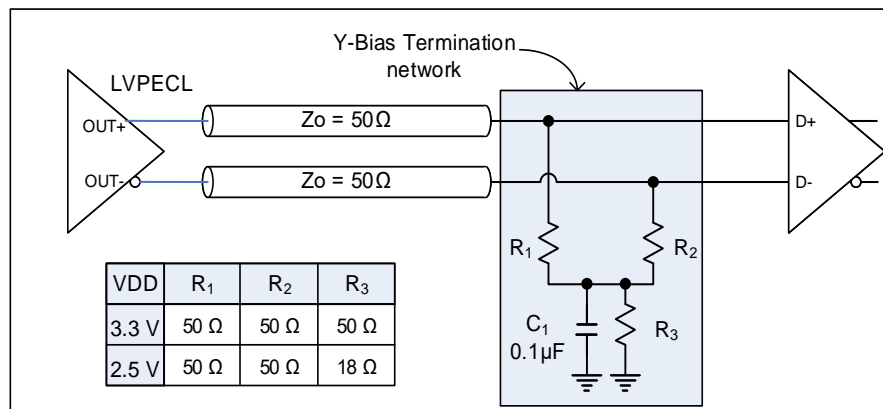 Y-Bias Termination
network
LVPECL
OUT+
Zo = 50Ω
D+
OUT-
Zo = 50Ω
D-
R₁
R₂
VDD R₁ R₂ R₃
3.3 V 50 Ω 50 Ω 50 Ω
2.5 V 50 Ω 50 Ω 18 Ω
C₁
0.1µF
R₃